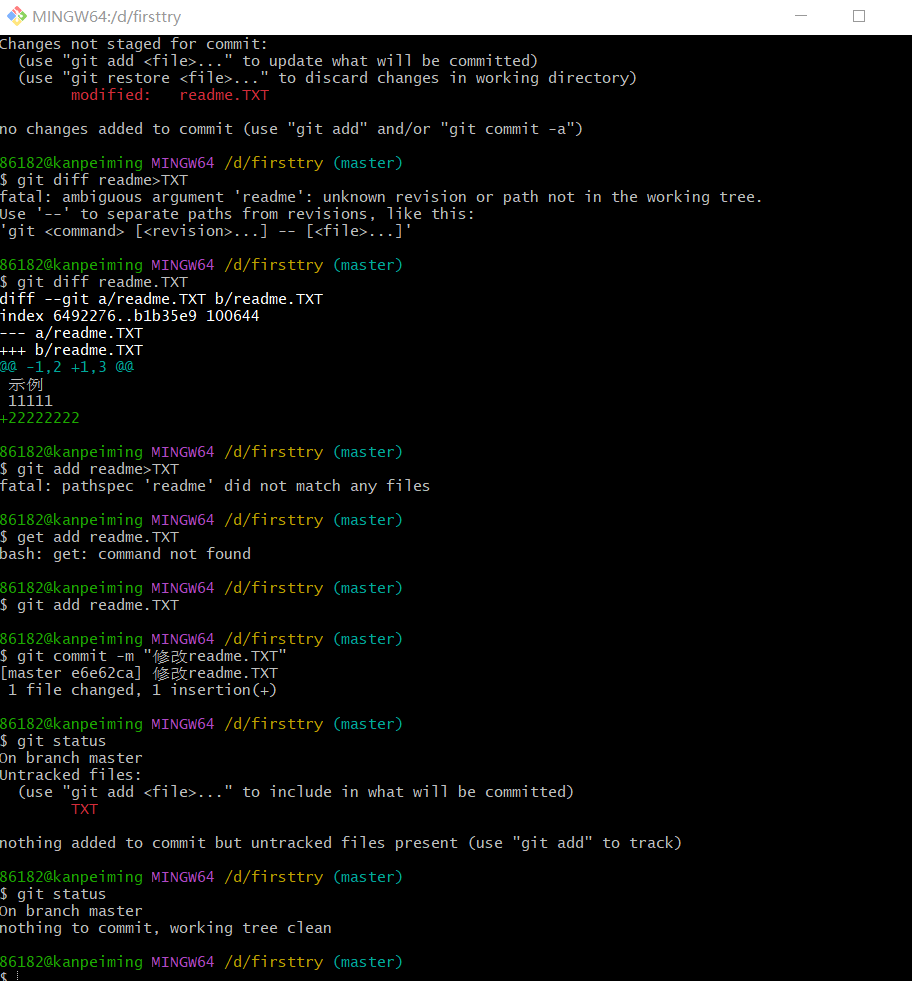 MINGW64:/d/firsttry
Changes not staged for commit:
  (use "git add <file>..." to update what will be committed)
  (use "git restore <file>..." to discard changes in working directory)
        modified:   readme.TXT

no changes added to commit (use "git add" and/or "git commit -a")

86182@kanpeiming MINGW64 /d/firsttry (master)
$ git diff readme>TXT
fatal: ambiguous argument 'readme': unknown revision or path not in the working tree.
Use '--' to separate paths from revisions, like this:
'git <command> [<revision>...] -- [<file>...]'

86182@kanpeiming MINGW64 /d/firsttry (master)
$ git diff readme.TXT
diff --git a/readme.TXT b/readme.TXT
index 6492276..b1b35e9 100644
--- a/readme.TXT
+++ b/readme.TXT
@@ -1,2 +1,3 @@
 示例
 11111
+22222222

86182@kanpeiming MINGW64 /d/firsttry (master)
$ git add readme>TXT
fatal: pathspec 'readme' did not match any files

86182@kanpeiming MINGW64 /d/firsttry (master)
$ get add readme.TXT
bash: get: command not found

86182@kanpeiming MINGW64 /d/firsttry (master)
$ git add readme.TXT

86182@kanpeiming MINGW64 /d/firsttry (master)
$ git commit -m "修改readme.TXT"
[master e6e62ca] 修改readme.TXT
 1 file changed, 1 insertion(+)

86182@kanpeiming MINGW64 /d/firsttry (master)
$ git status
On branch master
Untracked files:
  (use "git add <file>..." to include in what will be committed)
        TXT

nothing added to commit but untracked files present (use "git add" to track)

86182@kanpeiming MINGW64 /d/firsttry (master)
$ git status
On branch master
nothing to commit, working tree clean

86182@kanpeiming MINGW64 /d/firsttry (master)
$